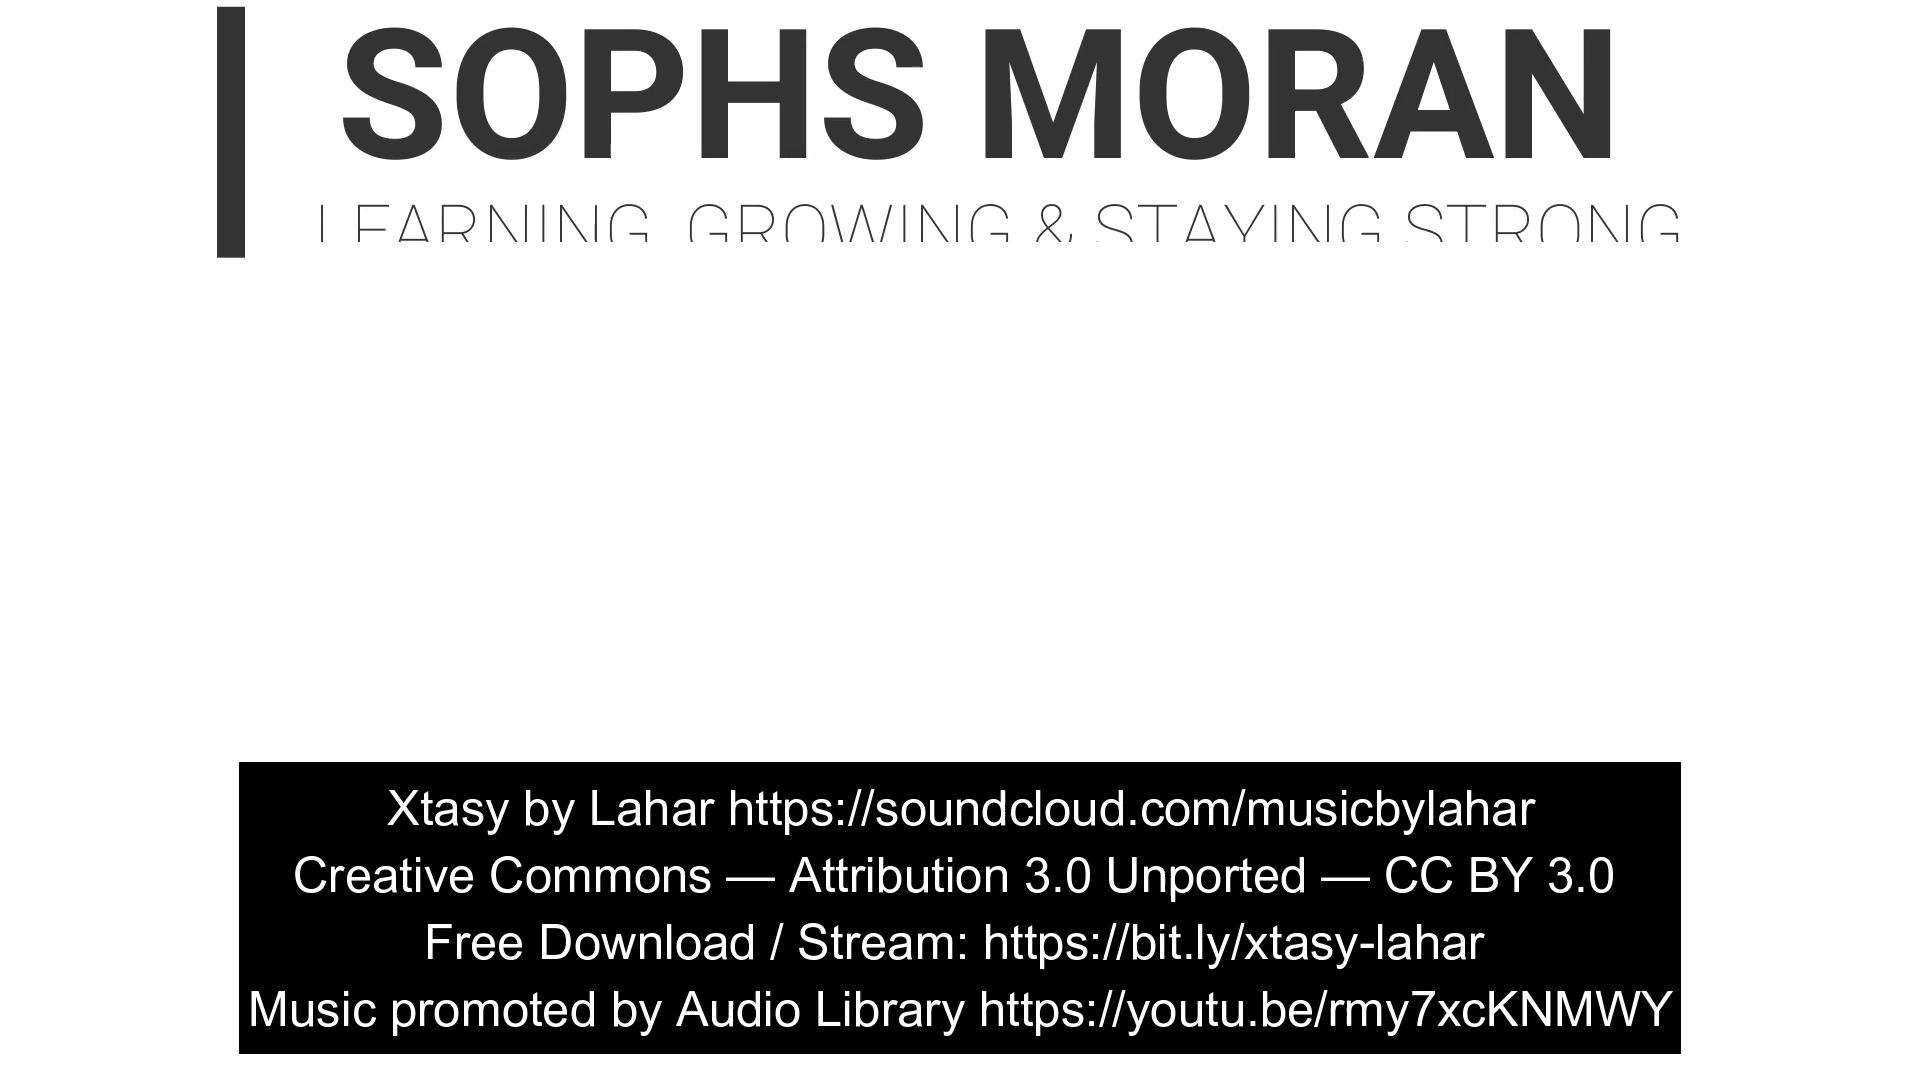 SOPHS MORAN
LEARNING, GROWING & STAYING STRONG
Xtasy by Lahar https://soundcloud.com/musicbylahar
Creative Commons — Attribution 3.0 Unported — CC BY 3.0
Free Download / Stream: https://bit.ly/xtasy-lahar
Music promoted by Audio Library https://youtu.be/rmy7xcKNMWY